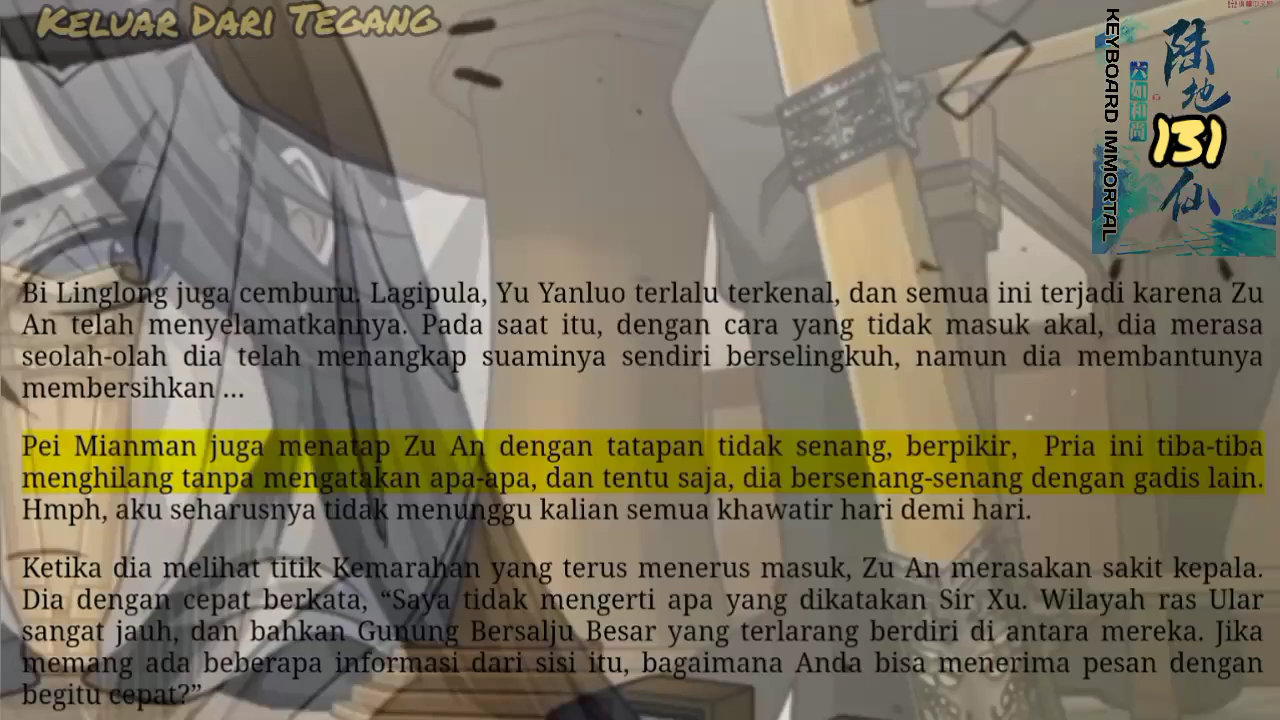 KELUAR DARI TEGANG
KEYBOARD IMMORTAL
陆地
131
仙
大如和尚
Bi Linglong juga cemburu. Lagipula, Yu Yanluo terlalu terkenal, dan semua ini terjadi karena Zu
An telah menyelamatkannya. Pada saat itu, dengan cara yang tidak masuk akal, dia merasa
seolah-olah dia telah menangkap suaminya sendiri berselingkuh, namun dia membantunya
membersihkan ...
Pei Mianman juga menatap Zu An dengan tatapan tidak senang, berpikir, Pria ini tiba-tiba
menghilang tanpa mengatakan apa-apa, dan tentu saja, dia bersenang-senang dengan gadis lain.
Hmph, aku seharusnya tidak menunggu kalian semua khawatir hari demi hari.
Ketika dia melihat titik Kemarahan yang terus menerus masuk, Zu An merasakan sakit kepala.
Dia dengan cepat berkata, “Saya tidak mengerti apa yang dikatakan Sir Xu. Wilayah ras Ular
sangat jauh, dan bahkan Gunung Bersalju Besar yang terlarang berdiri di antara mereka. Jika
memang ada beberapa informasi dari sisi itu, bagaimana Anda bisa menerima pesan dengan
begitu cepat?”